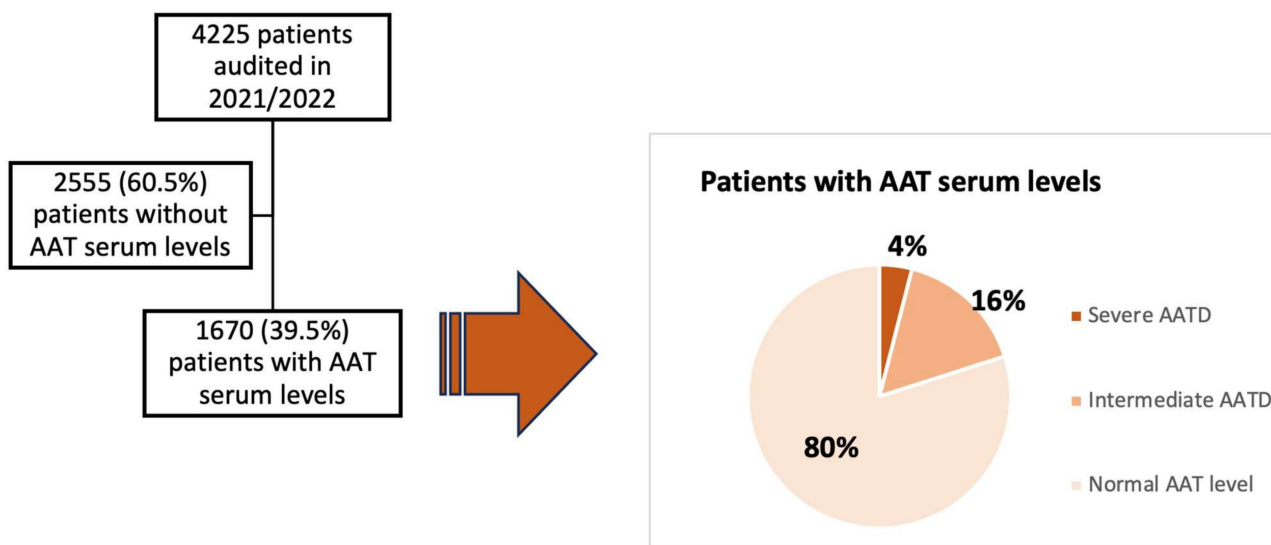 4225 patients
audited in
2021/2022
2555 (60.5%)
patients without
AAT serum levels
1670 (39.5%)
patients with AAT
serum levels
Patients with AAT serum levels
4%
16%
80%
Severe AATD
Intermediate AATD
Normal AAT level